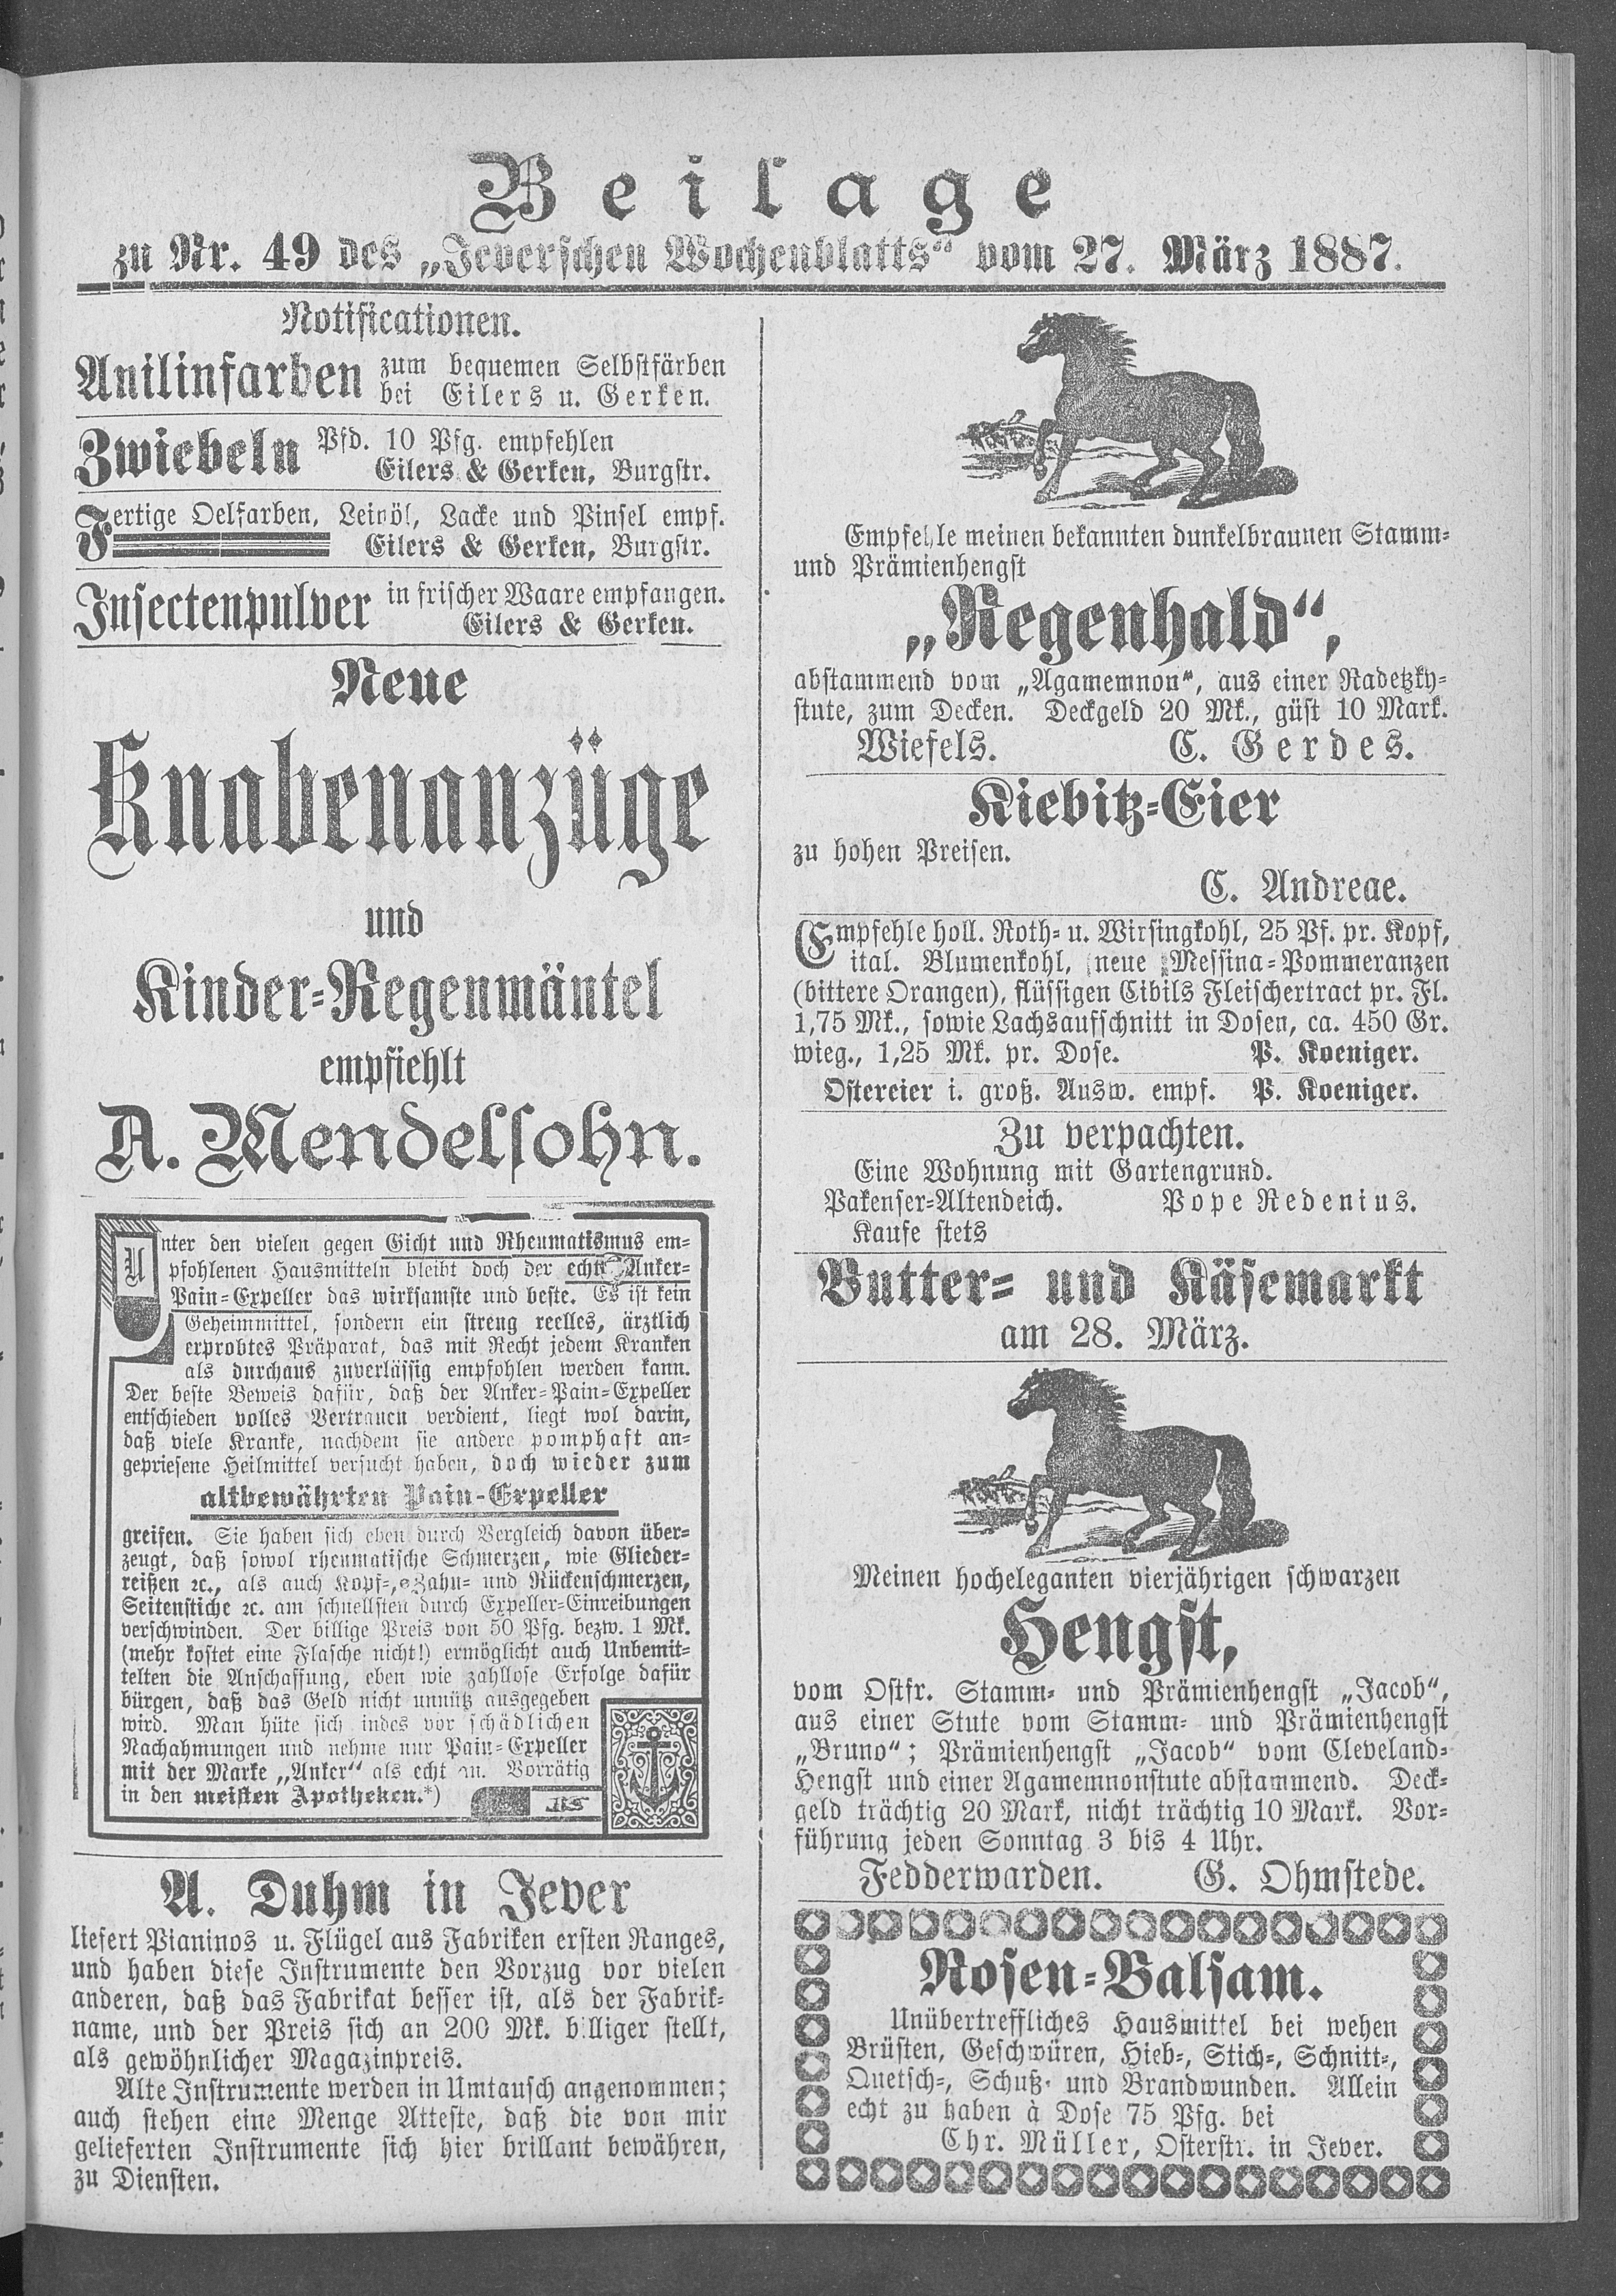 Beilage
zu Nr. 49 des „Jeverschen Wochenblatts“ vom 27. März 1887.
Notificationen.
Anilinfarben zum bequemen Selbstfärben
bei Eilers u. Gerken.
Zwiebeln Pfd. 10 Pfg. empfehlen
Eilers & Gerken, Burgstr.
Fertige Oelfarben, Leinöl, Lacke und Pinsel empf.
Eilers & Gerken, Burgstr.
Insectenpulver in frischer Waare empfangen.
Eilers & Gerken.
Neue
Knabenanzüge
und
Kinder-Regenmäntel
empfiehlt
A. Mendelsohn.
Unter den vielen gegen Gicht und Rheumatismus em-
pfohlenen Hausmitteln bleibt doch der echte Anker-
Pain-Expeller das wirksamste und beste. Es ist kein
Geheimmittel, sondern ein streng reelles, ärztlich
erprobtes Präparat, das mit Recht jedem Kranken
als durchaus zuverlässig empfohlen werden kann.
Der beste Beweis dafür, daß der Anker-Pain-Expeller
entschieden volles Vertrauen verdient, liegt wol darin,
daß viele Kranke, nachdem sie andere pomphaft an-
gepriesene Heilmittel versucht haben, doch wieder zum
altbewährten Pain-Expeller
greifen. Sie haben sich eben durch Vergleich davon über-
zeugt, daß sowol rheumatische Schmerzen, wie Glieder-
reißen ꝛc., als auch Kopf-, Zahn- und Rückenschmerzen,
Seitenstiche ꝛc. am schnellsten durch Expeller-Einreibungen
verschwinden. Der billige Preis von 50 Pfg. bezw. 1 Mk.
(mehr kostet eine Flasche nicht!) ermöglicht auch Unbemit-
telten die Anschaffung, eben wie zahllose Erfolge dafür
bürgen, daß das Geld nicht unnütz ausgegeben
wird. Man hüte sich indes vor schädlichen
Nachahmungen und nehme nur Pain-Expeller
mit der Marke „Anker“ als echt an. Vorrätig
in den meisten Apotheken.*)
A. Duhm in Jever
liefert Pianinos u. Flügel aus Fabriken ersten Ranges,
und haben diese Instrumente den Vorzug vor vielen
anderen, daß das Fabrikat besser ist, als der Fabrik-
name, und der Preis sich an 200 Mk. billiger stellt,
als gewöhnlicher Magazinpreis.
Alte Instrumente werden in Umtausch angenommen;
auch stehen eine Menge Atteste, daß die von mir
gelieferten Instrumente sich hier brillant bewähren,
zu Diensten.
Empfehle meinen bekannten dunkelbraunen Stamm-
und Prämienhengst
„Regenhald“,
abstammend vom „Agamemnon“, aus einer Radetzky-
stute, zum Decken. Deckgeld 20 Mk., güst 10 Mark.
Wiefels. C. Gerdes.
Kiebitz-Eier
zu hohen Preisen.
C. Andreae.
Empfehle holl. Roth- u. Wirsingkohl, 25 Pf. pr. Kopf,
ital. Blumenkohl, neue Messina-Pommeranzen
(bittere Orangen), flüssigen Cibils Fleischertract pr. Fl.
1,75 Mk., sowie Lachsaufschnitt in Dosen, ca. 450 Gr.
wieg., 1,25 Mk. pr. Dose. P. Koeniger.
Ostereier i. groß. Ausw. empf. P. Koeniger.
Zu verpachten.
Eine Wohnung mit Gartengrund.
Pakenser-Altendeich. Pope Redenius.
Kaufe stets
Butter- und Käsemarkt
am 28. März.
Meinen hocheleganten vierjährigen schwarzen
Hengst,
vom Ostfr. Stamm- und Prämienhengst „Jacob“,
aus einer Stute vom Stamm- und Prämienhengst
„Bruno“; Prämienhengst „Jacob“ vom Cleveland-
Hengst und einer Agamemnonstute abstammend. Deck-
geld trächtig 20 Mark, nicht trächtig 10 Mark. Vor-
führung jeden Sonntag 3 bis 4 Uhr.
Fedderwarden. G. Ohmstede.
Rosen-Balsam.
Unübertreffliches Hausmittel bei wehen
Brüsten, Geschwüren, Hieb-, Stich-, Schnitt-,
Quetsch-, Schuß- und Brandwunden. Allein
echt zu haben à Dose 75 Pfg. bei
Chr. Müller, Osterstr. in Jever.